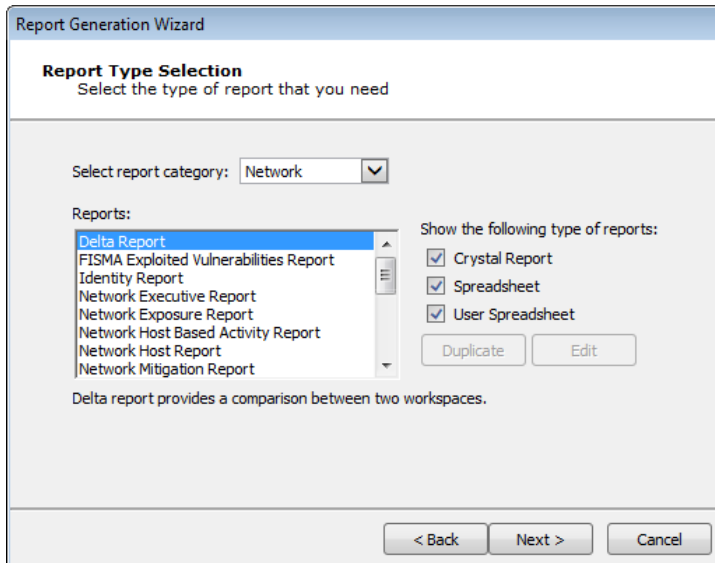 Report Generation Wizard
Report Type Selection
Select the type of report that you need
Select report category: Network
Reports:
Delta Report
FISMA Exploited Vulnerabilities Report
Identity Report
Network Executive Report
Network Exposure Report
Network Host Based Activity Report
Network Host Report
Network Mitigation Report
Show the following type of reports:
Crystal Report
Spreadsheet
User Spreadsheet
Duplicate Edit
Delta report provides a comparison between two workspaces.
< Back Next > Cancel